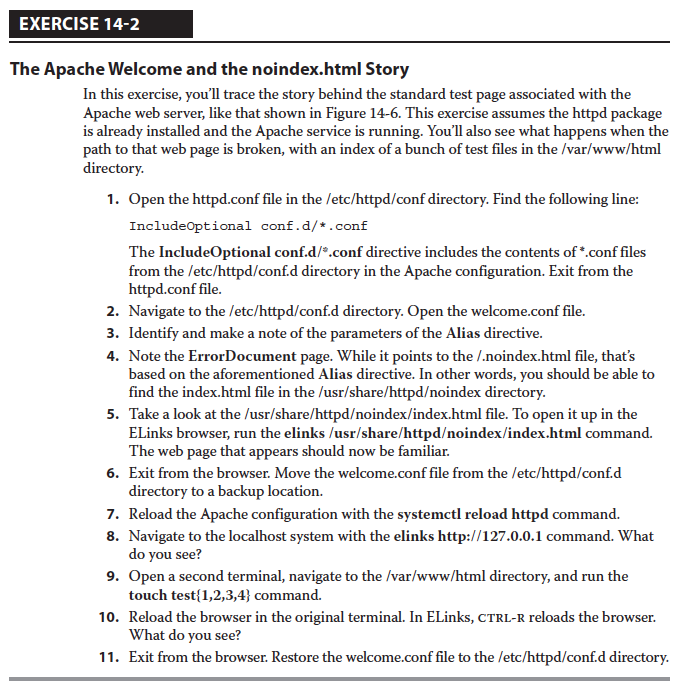 EXERCISE 14-2
The Apache Welcome and the noindex.html Story
In this exercise, you'll trace the story behind the standard test page associated with the
Apache web server, like that shown in Figure 14-6. This exercise assumes the httpd package
is already installed and the Apache service is running. You'll also see what happens when the
path to that web page is broken, with an index of a bunch of test files in the /var/www/html
directory.
1. Open the httpd.conf file in the /etc/httpd/conf directory. Find the following line:
IncludeOptional conf.d/*.conf
The IncludeOptional conf.d/*.conf directive includes the contents of *.conf files
from the /etc/httpd/conf.d directory in the Apache configuration. Exit from the
httpd.conf file.
2. Navigate to the /etc/httpd/conf.d directory. Open the welcome.conf file.
3. Identify and make a note of the parameters of the Alias directive.
4. Note the ErrorDocument page. While it points to the /.noindex.html file, that's
based on the aforementioned Alias directive. In other words, you should be able to
find the index.html file in the /usr/share/httpd/noindex directory.
5. Take a look at the /usr/share/httpd/noindex/index.html file. To open it up in the
ELinks browser, run the elinks /usr/share/httpd/noindex/index.html command.
The web page that appears should now be familiar.
6. Exit from the browser. Move the welcome.conf file from the /etc/httpd/conf.d
directory to a backup location.
7. Reload the Apache configuration with the systemctl reload httpd command.
8. Navigate to the localhost system with the elinks http://127.0.0.1 command. What
do you see?
9. Open a second terminal, navigate to the /var/www/html directory, and run the
touch test{1,2,3,4} command.
10. Reload the browser in the original terminal. In ELinks, CTRL-R reloads the browser.
What do you see?
11. Exit from the browser. Restore the welcome.conf file to the /etc/httpd/conf.d directory.